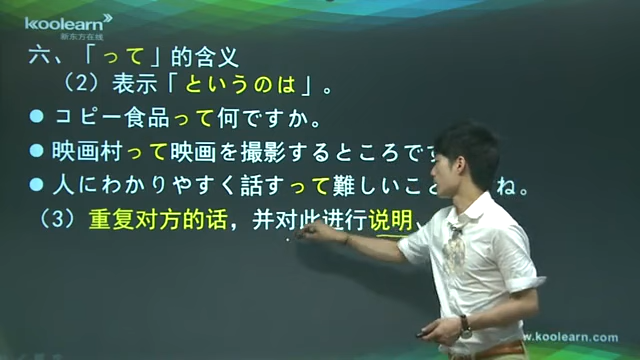 koolearn
新东方在线
六、「って」的含义
(2）表示「というのは」。
● コピー食品って何ですか。
● 映画村って映画を撮影するところです
● 人にわかりやすく話すって難しいこと ね。
（3）重复对方的话，并对此进行说明、
www.koolearn.com